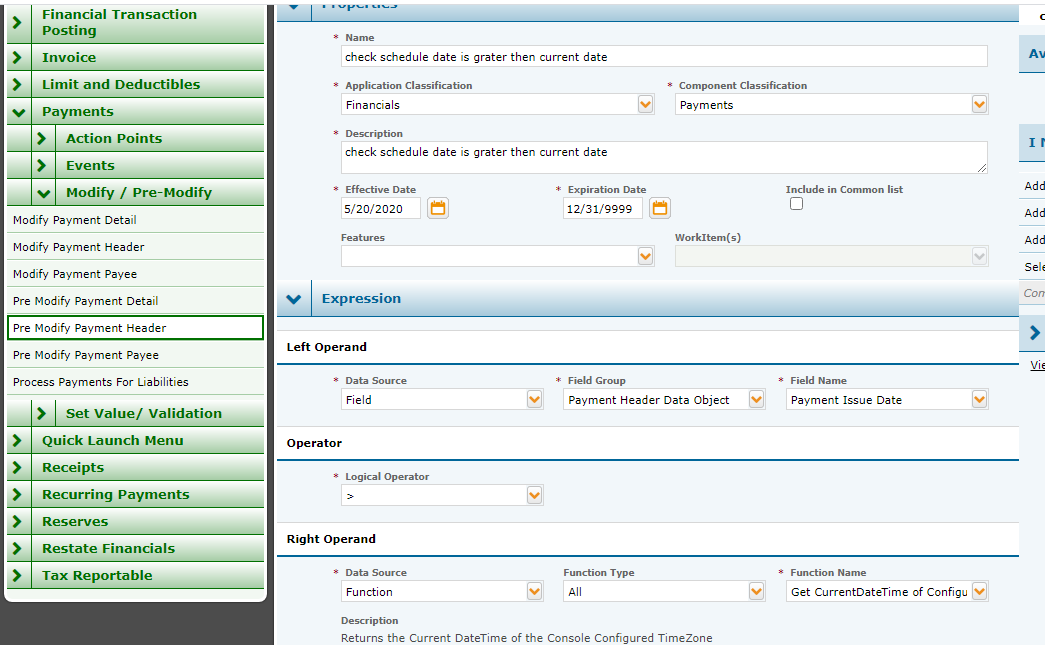 Financial Transaction
Posting
Invoice
Limit and Deductibles
Payments
Action Points
Events
Modify / Pre-Modify
Modify Payment Detail
Modify Payment Header
Modify Payment Payee
Pre Modify Payment Detail
Pre Modify Payment Header
Pre Modify Payment Payee
Process Payments For Liabilities
Set Value/ Validation
Quick Launch Menu
Receipts
Recurring Payments
Reserves
Restate Financials
Tax Reportable
Properties
* Name
check schedule date is grater then current date
* Application Classification * Component Classification
Financials Payments
* Description
check schedule date is grater then current date
* Effective Date * Expiration Date Include in Common list
5/20/2020 12/31/9999
Features WorkItem(s)
Expression
Left Operand
* Data Source * Field Group * Field Name
Field Payment Header Data Object Payment Issue Date
Operator
* Logical Operator
>
Right Operand
* Data Source Function Type * Function Name
Function All Get CurrentDateTime of Configu
Description
Returns the Current DateTime of the Console Configured TimeZone
Av
I N
Add
Add
Add
Sele
Com
Vie